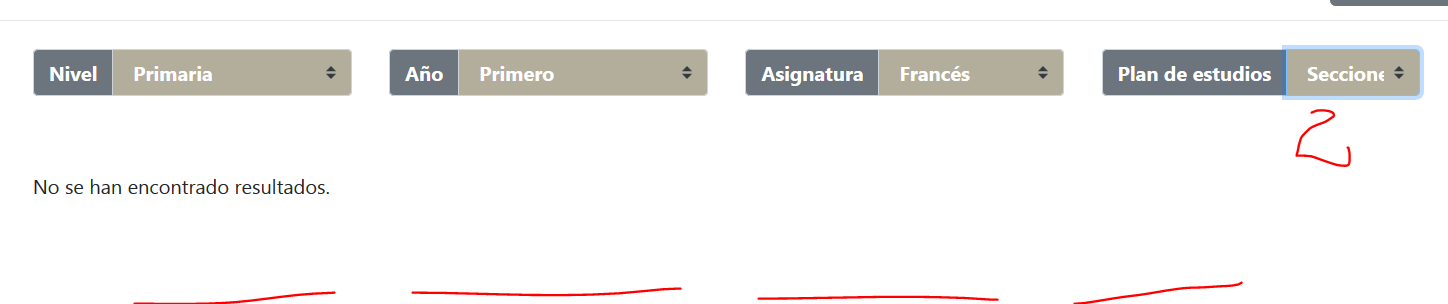 Nivel Primaria Año Primero Asignatura Francés Plan de estudios Seccione
2
No se han encontrado resultados.